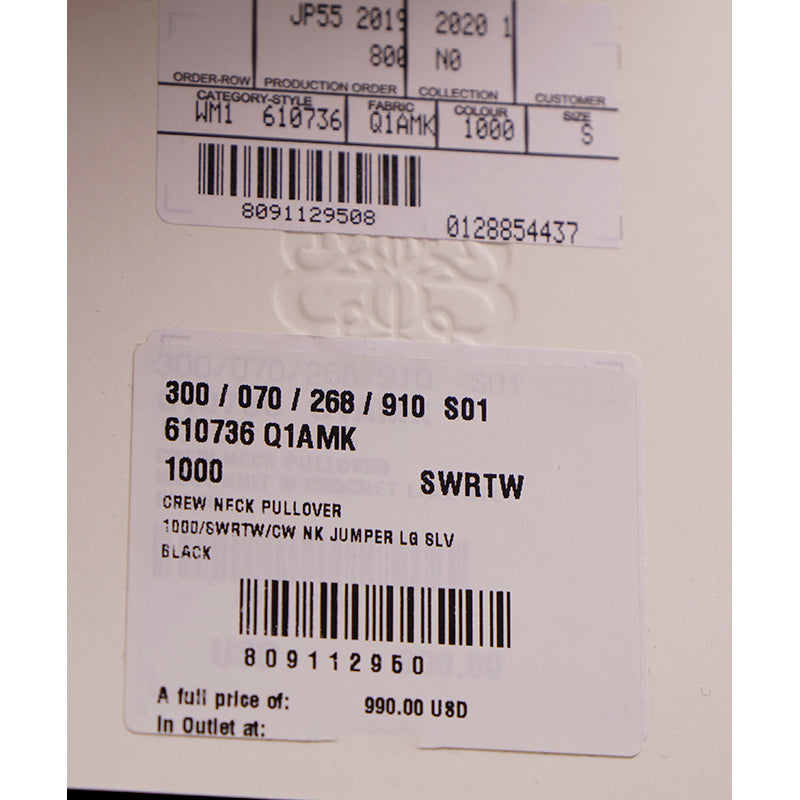 JP55 2019 2020 1
800 N0
ORDER-ROW PRODUCTION ORDER COLLECTION CUSTOMER
CATEGORY-STYLE FABRIC COLOUR SIZE
WM1 610736 Q1AMK 1000 S
8091129508 0128854437
300 / 070 / 268 / 910 S01
610736 Q1AMK
1000 SWRTW
CREW NECK PULLOVER
1000/SWRTW/CW NK JUMPER LG SLV
BLACK
809112950
A full price of: 990.00 USD
In Outlet at: